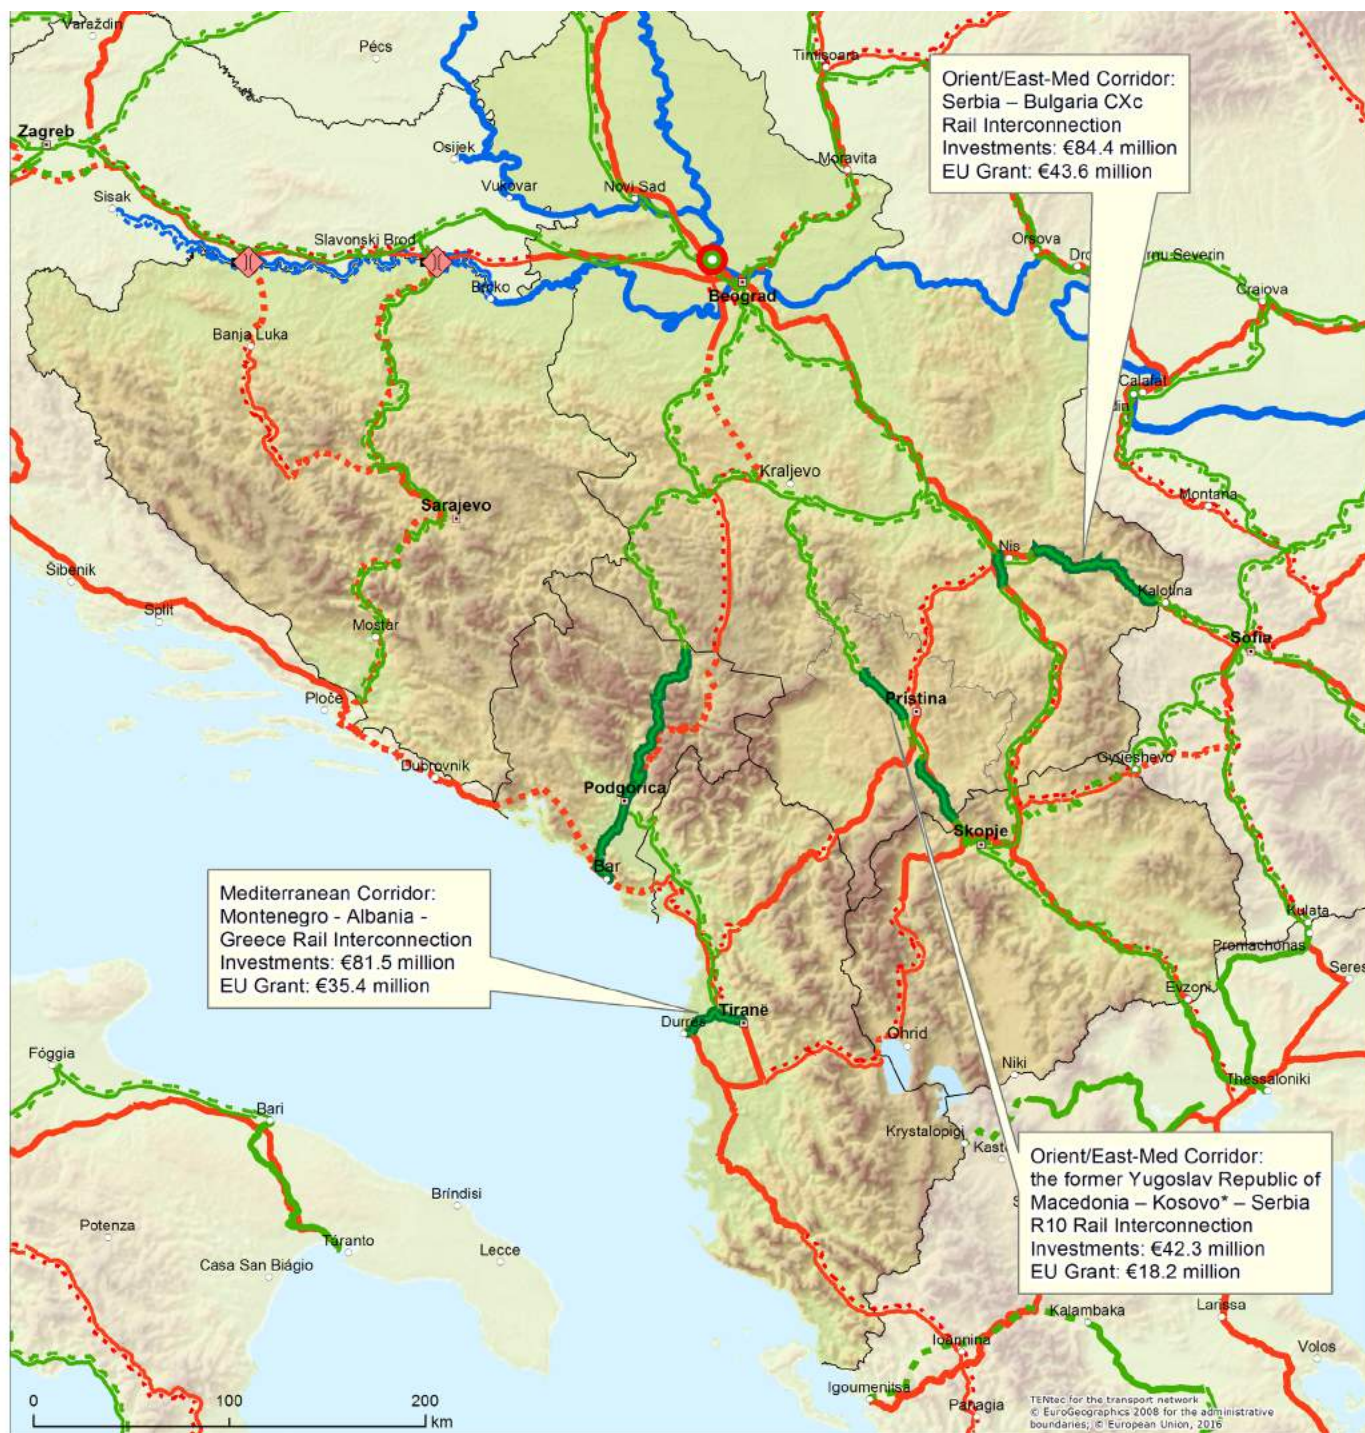 Varaždin
Pécs
Timișoara
Orient/East-Med Corridor:
Serbia – Bulgaria CXc
Rail Interconnection
Investments: €84.4 million
EU Grant: €43.6 million
Zagreb
Osijek
Moravita
Sisak
Vukovar
Novi Sad
Slavonski Brod
Orsova
Brčko
Beograd
Craiova
Banja Luka
Calafat
Kraljevo
Montana
Sarajevo
Nis
Šibenik
Kalotina
Split
Mostar
Sofia
Ploče
Pristina
Dubrovnik
Gyueshevo
Podgorica
Skopje
Bar
Mediterranean Corridor:
Montenegro - Albania -
Greece Rail Interconnection
Investments: €81.5 million
EU Grant: €35.4 million
Kulata
Promachonas
Seres
Evzoni
Tiranë
Durrës
Ohrid
Niki
Fóggia
Thessaloniki
Bari
Krystalopigi
Orient/East-Med Corridor:
the former Yugoslav Republic of
Macedonia – Kosovo* – Serbia
R10 Rail Interconnection
Investments: €42.3 million
EU Grant: €18.2 million
Bríndisi
Potenza
Táranto
Lecce
Casa San Biágio
Kalambaka
Larissa
Ioannina
Volos
Igoumenitsa
Panagia
0 100 200
km
TENtec for the transport network
© EuroGeographics 2008 for the administrative
boundaries; © European Union, 2016